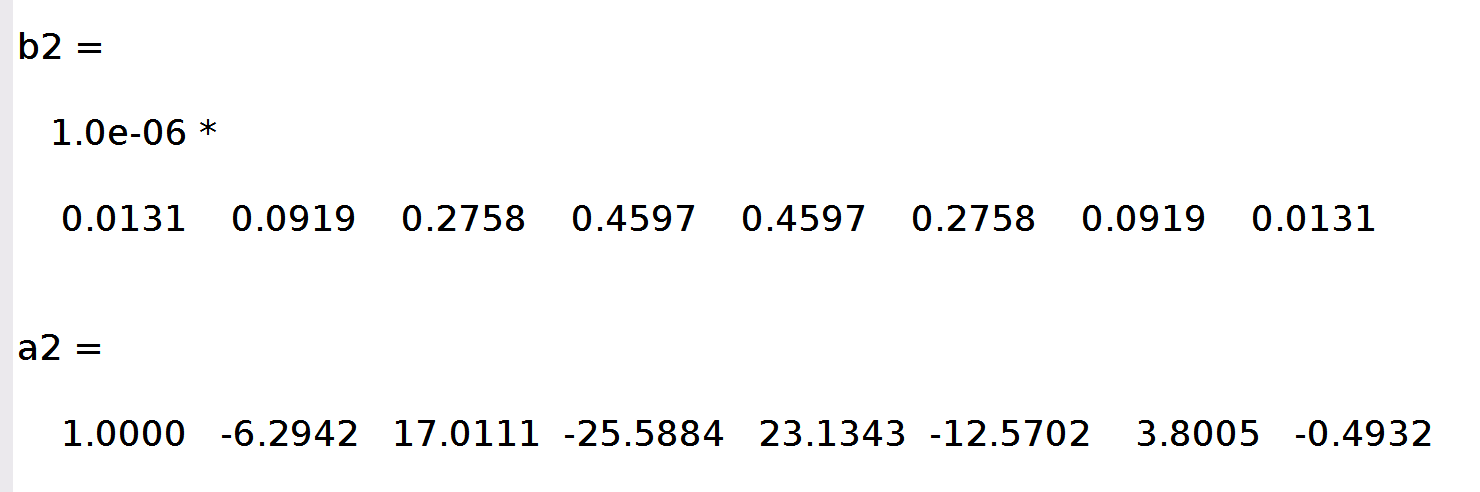 b2 =
1.0e-06 *
0.0131 0.0919 0.2758 0.4597 0.4597 0.2758 0.0919 0.0131
a2 =
1.0000 -6.2942 17.0111 -25.5884 23.1343 -12.5702 3.8005 -0.4932